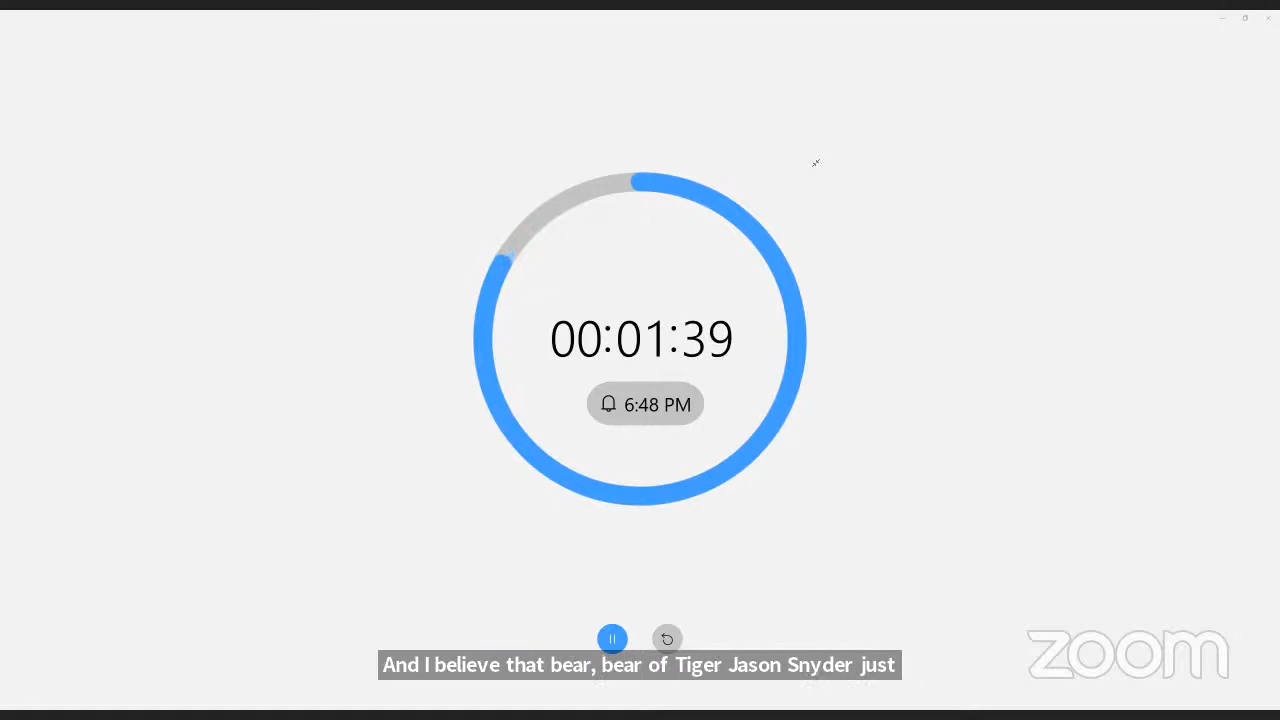 00:01:39
6:48 PM
And I believe that bear, bear of Tiger Jason Snyder just
zoom